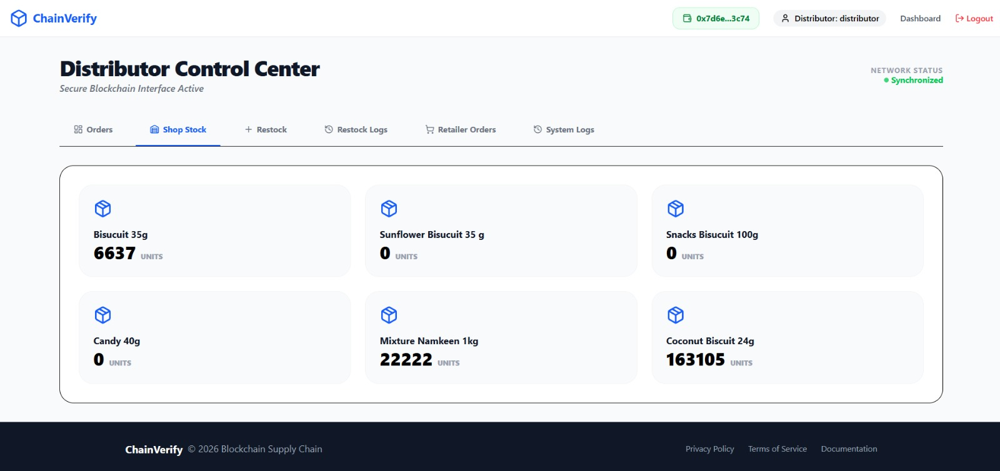 ChainVerify
0x7d6e...3c74
Distributor: distributor
Dashboard
Logout
Distributor Control Center
Secure Blockchain Interface Active
NETWORK STATUS
Synchronized
Orders
Shop Stock
Restock
Restock Logs
Retailer Orders
System Logs
Bisucuit 35g
6637 UNITS
Sunflower Bisucuit 35 g
0 UNITS
Snacks Bisucuit 100g
0 UNITS
Candy 40g
0 UNITS
Mixture Namkeen 1kg
22222 UNITS
Coconut Biscuit 24g
163105 UNITS
ChainVerify © 2026 Blockchain Supply Chain
Privacy Policy
Terms of Service
Documentation